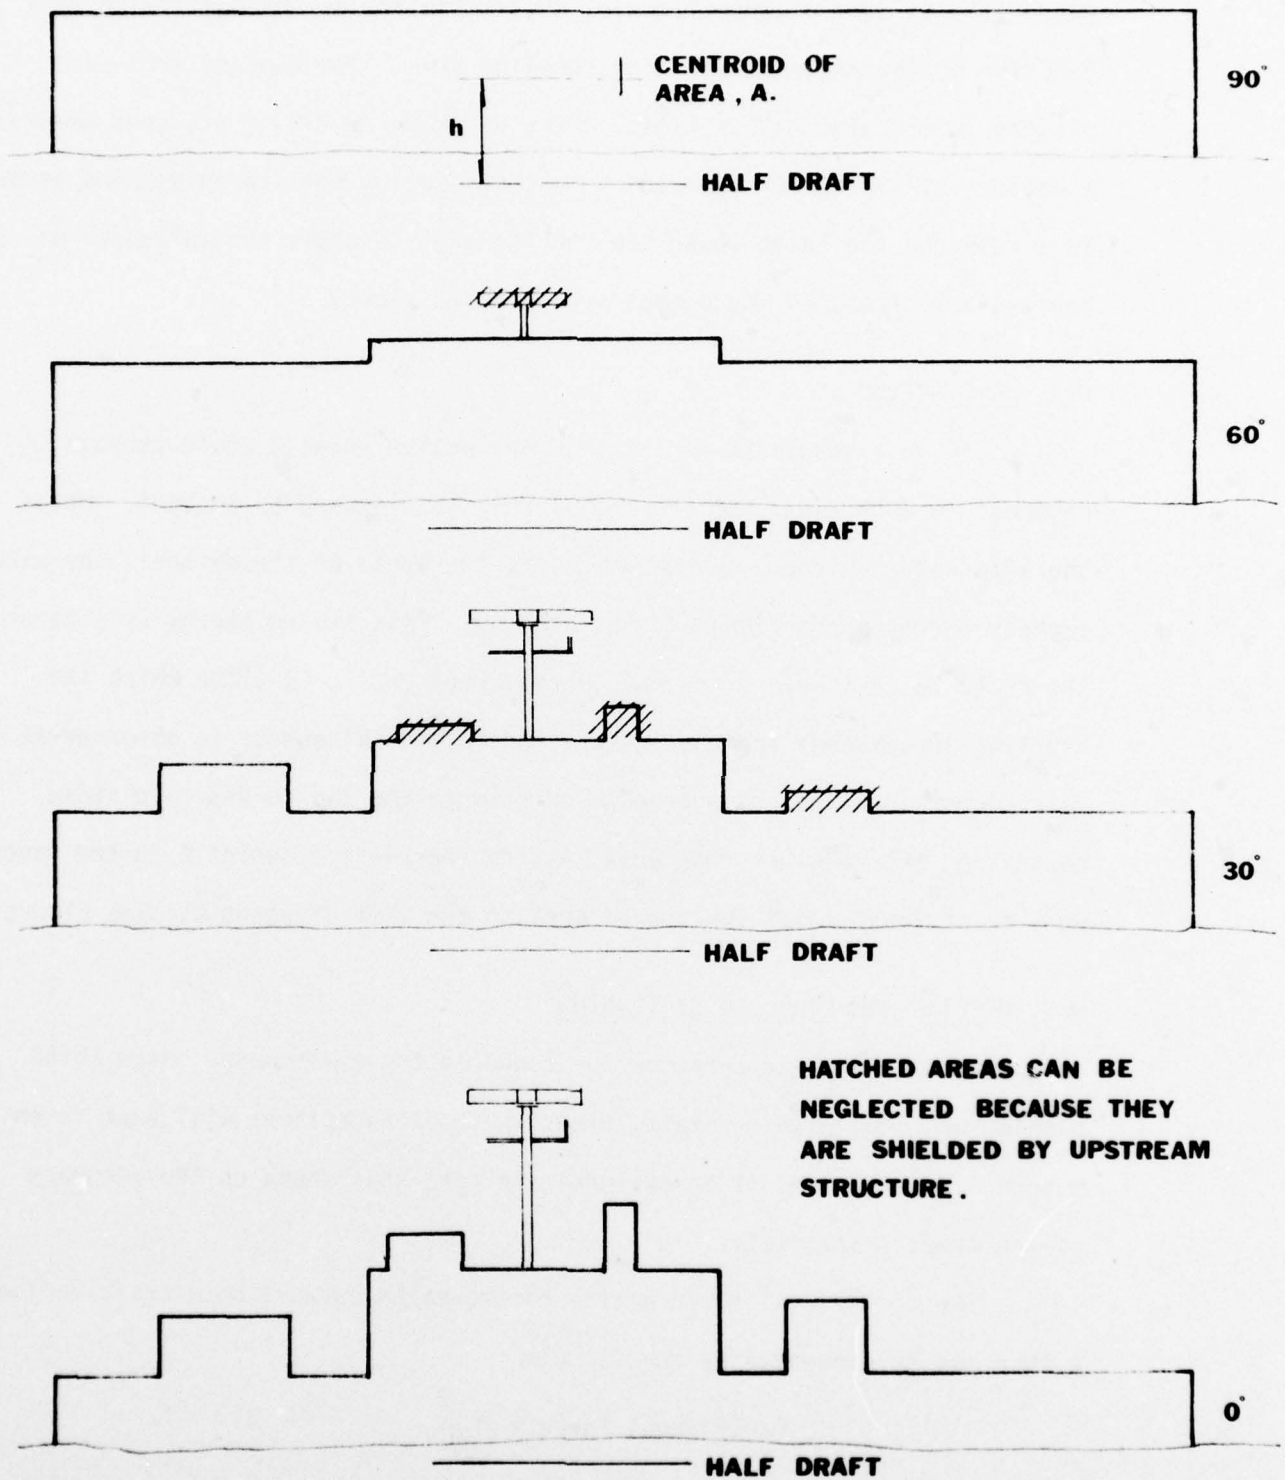 CENTROID OF
AREA , A.
90°
h
HALF DRAFT
60°
HALF DRAFT
30°
HALF DRAFT
HATCHED AREAS CAN BE
NEGLECTED BECAUSE THEY
ARE SHIELDED BY UPSTREAM
STRUCTURE .
0°
HALF DRAFT